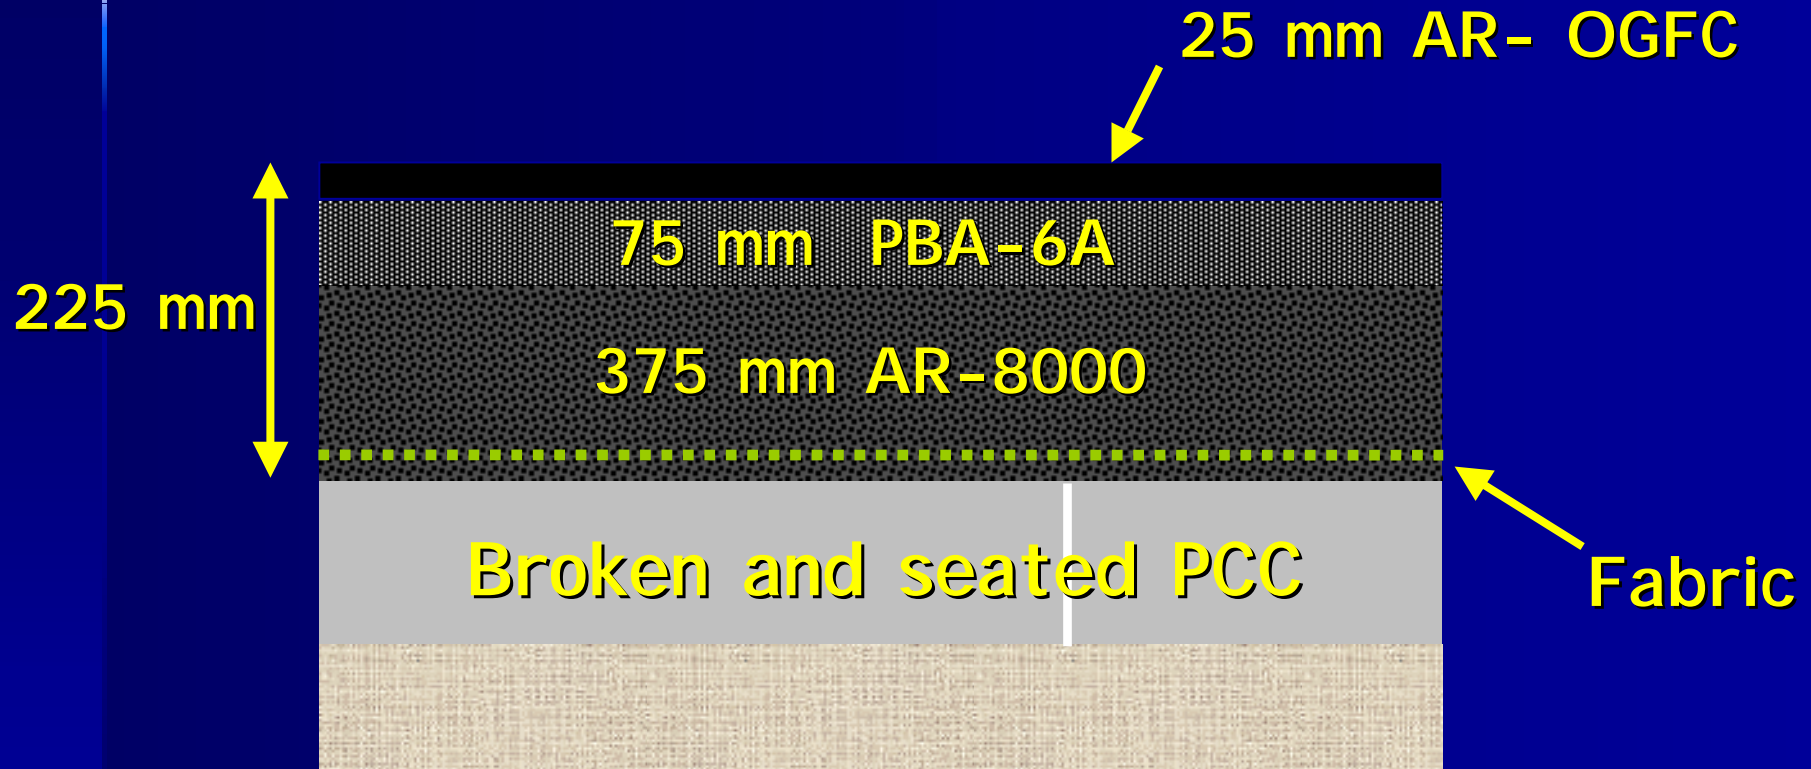 25 mm AR- OGFC
75 mm PBA-6A
225 mm
375 mm AR-8000
Broken and seated PCC
Fabric